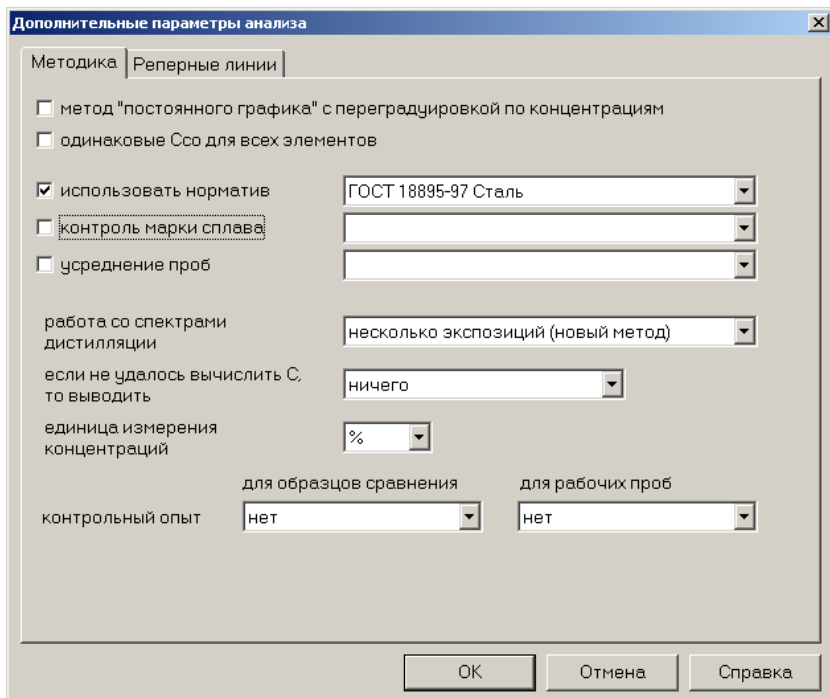 Дополнительные параметры анализа
Методика
Реперные линии
метод "постоянного графика" с переградуировкой по концентрациям
одинаковые Ссо для всех элементов
использовать норматив
ГОСТ 18895-97 Сталь
контроль марки сплава
усреднение проб
работа со спектрами
дистилляции
несколько экспозиций (новый метод)
если не удалось вычислить С,
то выводить
ничего
единица измерения
концентраций
%
для образцов сравнения
для рабочих проб
контрольный опыт
нет
нет
ОК
Отмена
Справка